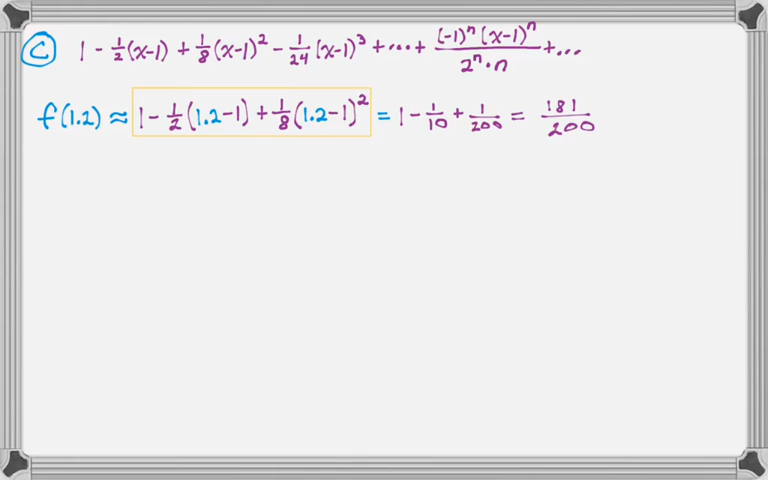 Ⓒ 1 - 1/2(x-1) + 1/8(x-1)² - 1/24(x-1)³ + ... + (-1)ⁿ(x-1)ⁿ/2ⁿ·n + ...
f(1.2) ≈ 1 - 1/2(1.2-1) + 1/8(1.2-1)² = 1 - 1/10 + 1/200 = 181/200